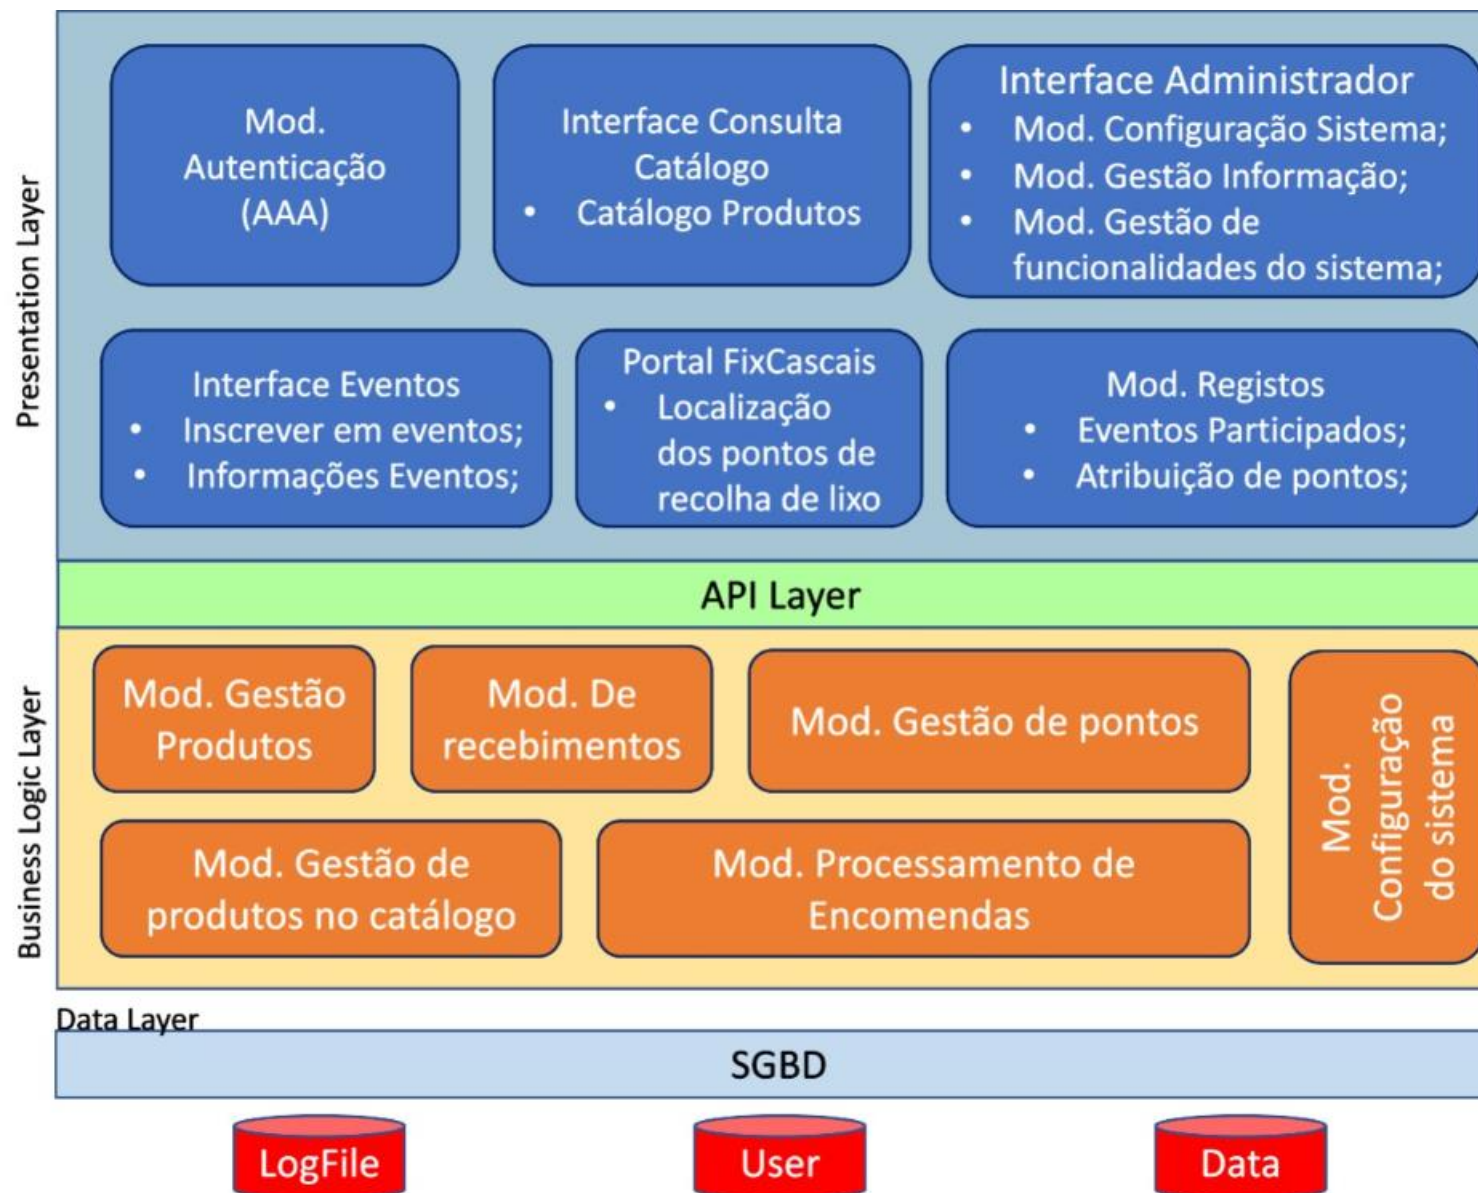 Presentation Layer
Mod.
Autenticação
(AAA)
Interface Consulta
Catálogo
• Catálogo Produtos
Interface Administrador
• Mod. Configuração Sistema;
• Mod. Gestão Informação;
• Mod. Gestão de
funcionalidades do sistema;
Interface Eventos
• Inscrever em eventos;
• Informações Eventos;
Portal FixCascais
• Localização
dos pontos de
recolha de lixo
Mod. Registos
• Eventos Participados;
• Atribuição de pontos;
API Layer
Business Logic Layer
Mod. Gestão
Produtos
Mod. De
recebimentos
Mod. Gestão de pontos
Mod.
Configuração
do sistema
Mod. Gestão de
produtos no catálogo
Mod. Processamento de
Encomendas
Data Layer
SGBD
LogFile
User
Data